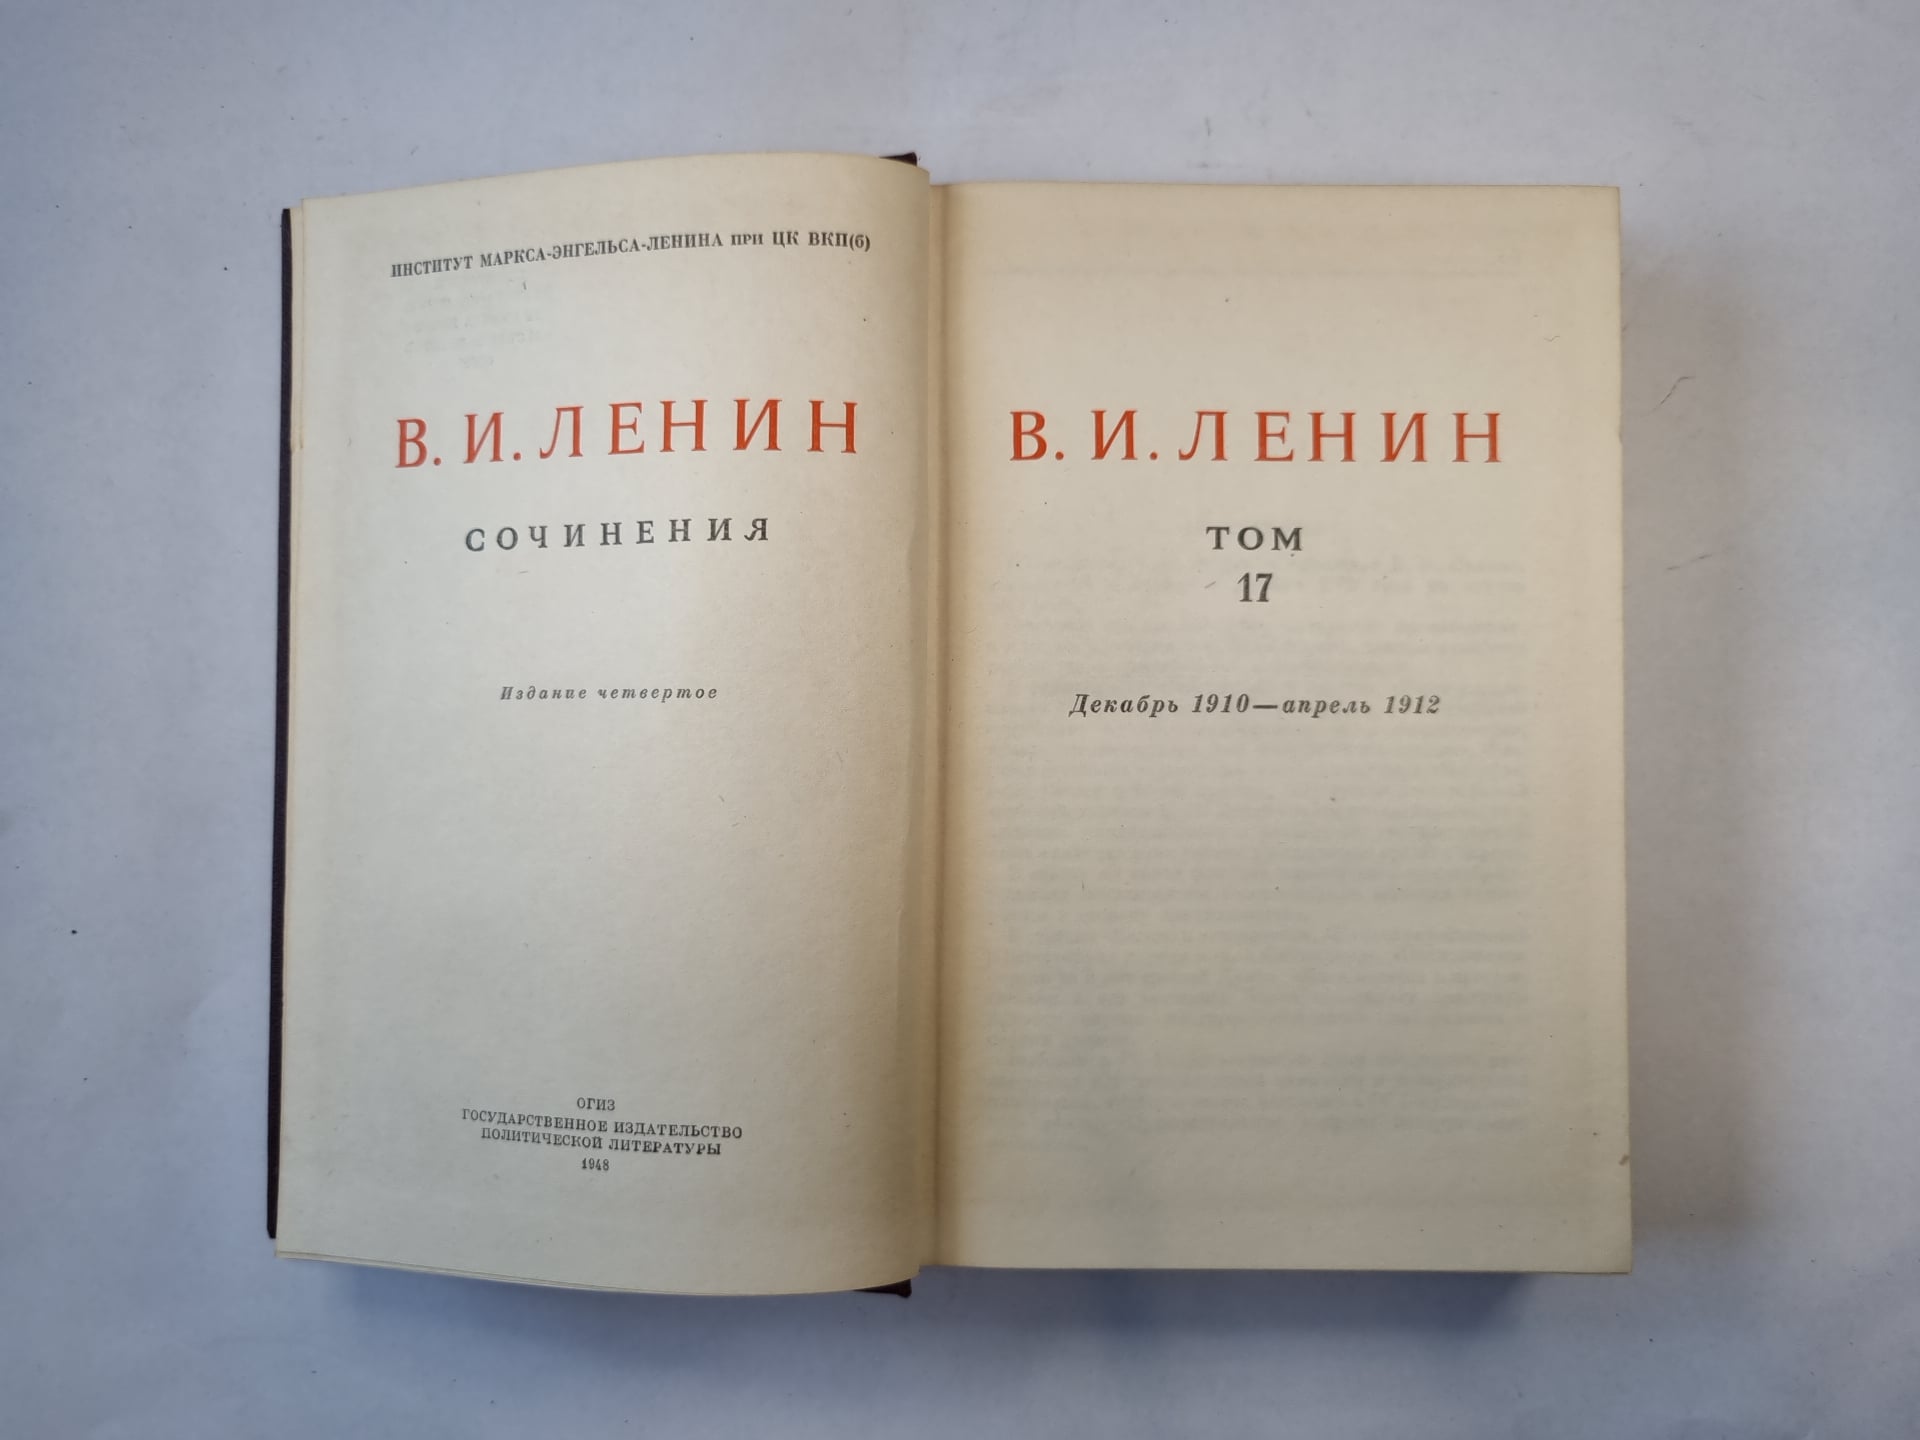 ИНСТИТУТ МАРКСА-ЭНГЕЛЬСА-ЛЕНИНА при ЦК ВКП(б)
В. И. ЛЕНИН
СОЧИНЕНИЯ
Издание четвертое
ОГИЗ
ГОСУДАРСТВЕННОЕ ИЗДАТЕЛЬСТВО
ПОЛИТИЧЕСКОЙ ЛИТЕРАТУРЫ
1948
В. И. ЛЕНИН
ТОМ
17
Декабрь 1910—апрель 1912